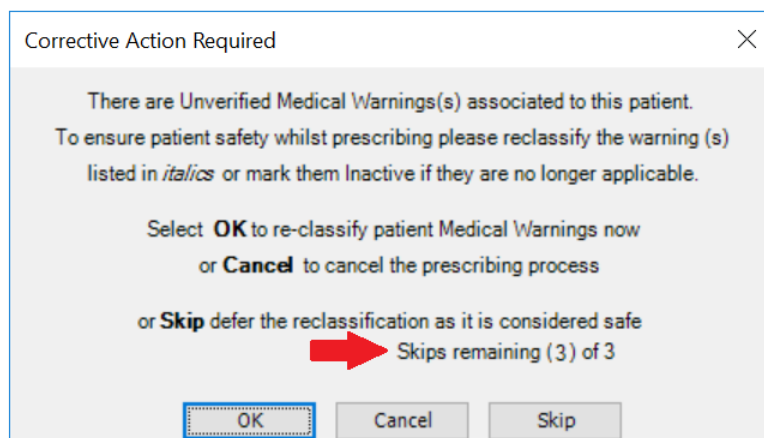 Corrective Action Required
There are Unverified Medical Warnings(s) associated to this patient.
To ensure patient safety whilst prescribing please reclassify the warning (s)
listed in italics or mark them Inactive if they are no longer applicable.
Select OK to re-classify patient Medical Warnings now
or Cancel to cancel the prescribing process
or Skip defer the reclassification as it is considered safe
Skips remaining (3) of 3
OK Cancel Skip